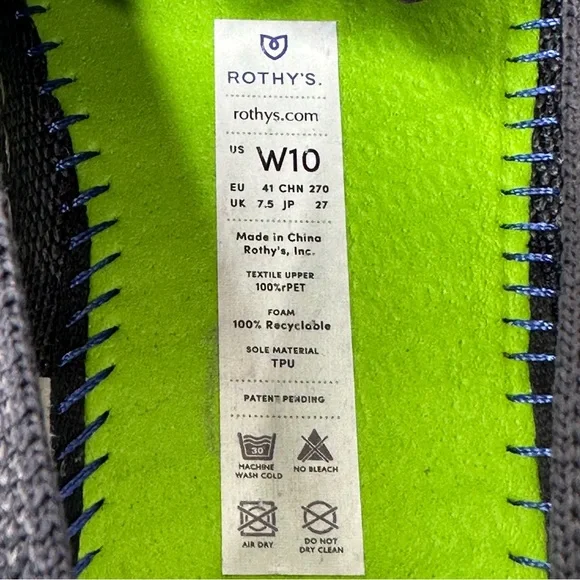 ROTHY'S.
rothys.com
US W10
EU 41 CHN 270
UK 7.5 JP 27
Made in China
Rothy's, Inc.
TEXTILE UPPER
100%rPET
FOAM
100% Recyclable
SOLE MATERIAL
TPU
PATENT PENDING
30
MACHINE WASH COLD
NO BLEACH
AIR DRY
DO NOT DRY CLEAN